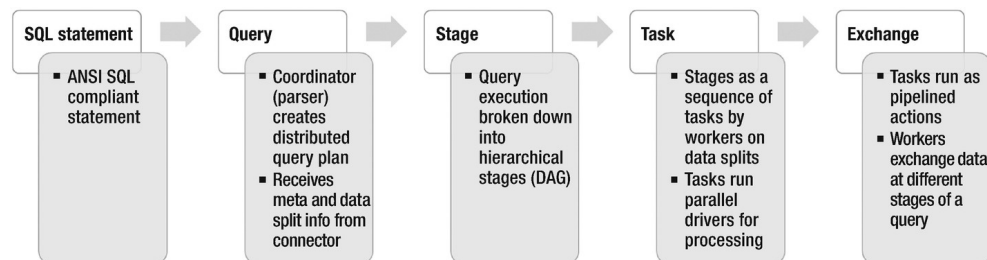 SQL statement
▪ ANSI SQL
compliant
statement
Query
▪ Coordinator
(parser)
creates
distributed
query plan
▪ Receives
meta and data
split info from
connector
Stage
▪ Query
execution
broken down
into
hierarchical
stages (DAG)
Task
▪ Stages as a
sequence of
tasks by
workers on
data splits
▪ Tasks run
parallel
drivers for
processing
Exchange
▪ Tasks run as
pipelined
actions
▪ Workers
exchange data
at different
stages of a
query